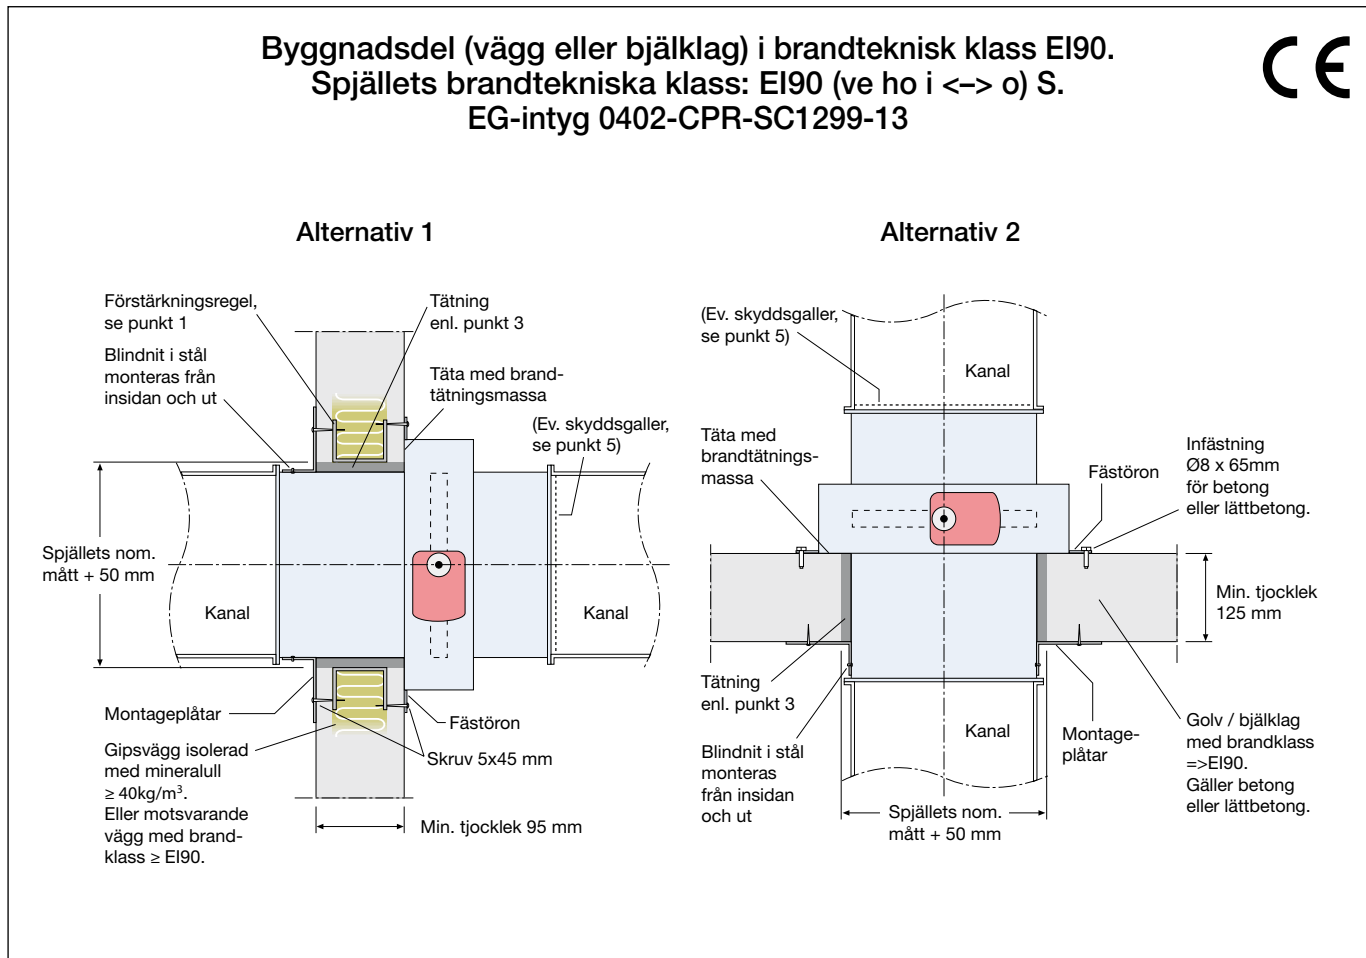 Byggnadsdel (vägg eller bjälklag) i brandteknisk klass EI90.
Spjällets brandtekniska klass: EI90 (ve ho i <–> o) S.
EG-intyg 0402-CPR-SC1299-13
CE
Alternativ 1
Förstärkningsregel,
se punkt 1
Tätning
enl. punkt 3
Blindnit i stål
monteras från
insidan och ut
Täta med brand-
tätningsmassa
(Ev. skyddsgaller,
se punkt 5)
Spjällets nom.
mått + 50 mm
Kanal
Kanal
Montageplåtar
Fästöron
Skruv 5x45 mm
Gipsvägg isolerad
med mineralull
≥ 40kg/m³.
Eller motsvarande
vägg med brand-
klass ≥ EI90.
Min. tjocklek 95 mm
Alternativ 2
(Ev. skyddsgaller,
se punkt 5)
Kanal
Täta med
brandtätnings-
massa
Fästöron
Infästning
Ø8 x 65mm
för betong
eller lättbetong.
Min. tjocklek
125 mm
Tätning
enl. punkt 3
Blindnit i stål
monteras
från insidan
och ut
Kanal
Montage-
plåtar
Golv / bjälklag
med brandklass
=>EI90.
Gäller betong
eller lättbetong.
Spjällets nom.
mått + 50 mm